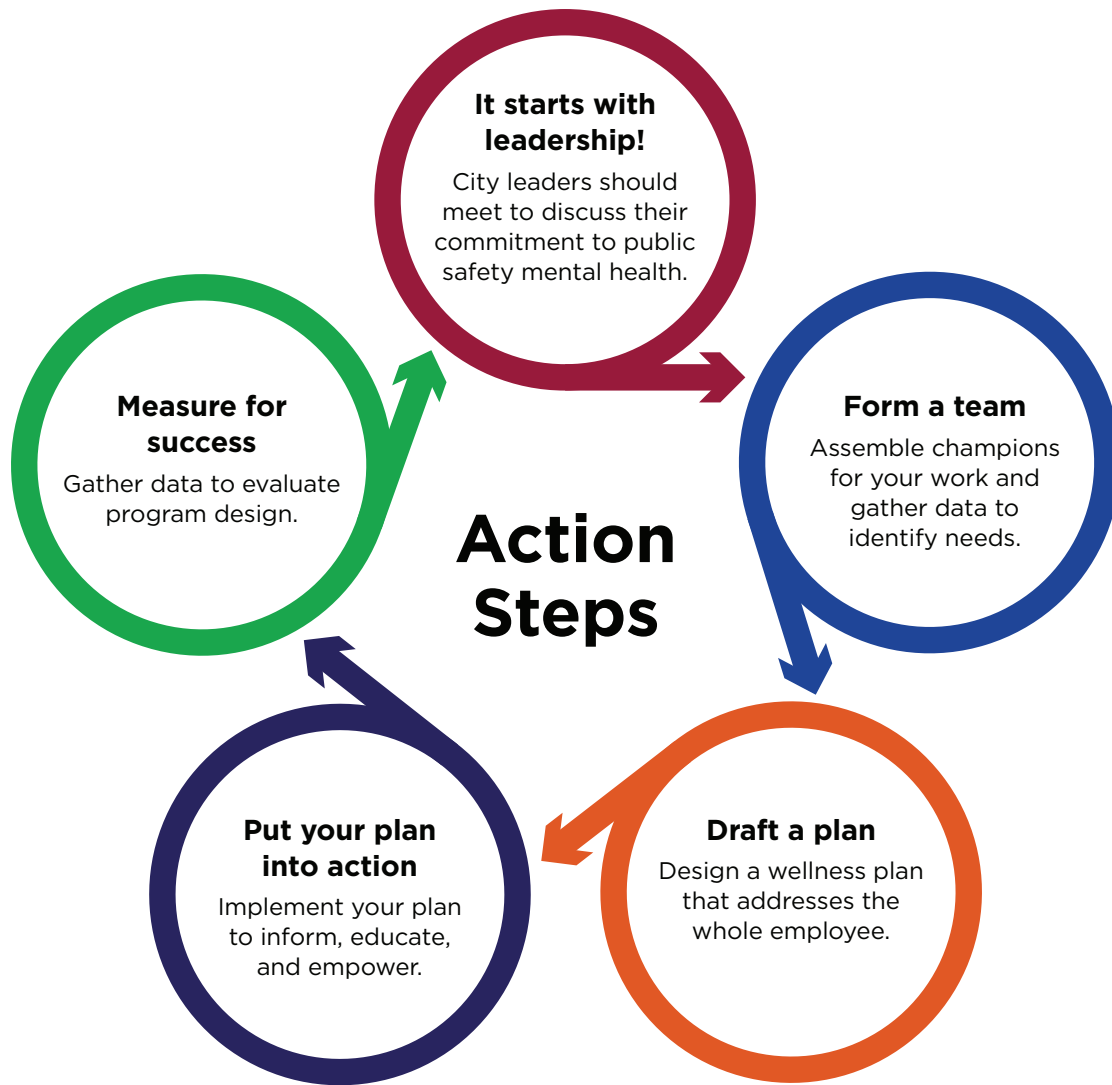 It starts with
leadership!
City leaders should
meet to discuss their
commitment to public
safety mental health.
Form a team
Assemble champions
for your work and
gather data to
identify needs.
Draft a plan
Design a wellness plan
that addresses the
whole employee.
Put your plan
into action
Implement your plan
to inform, educate,
and empower.
Measure for
success
Gather data to evaluate
program design.
Action
Steps